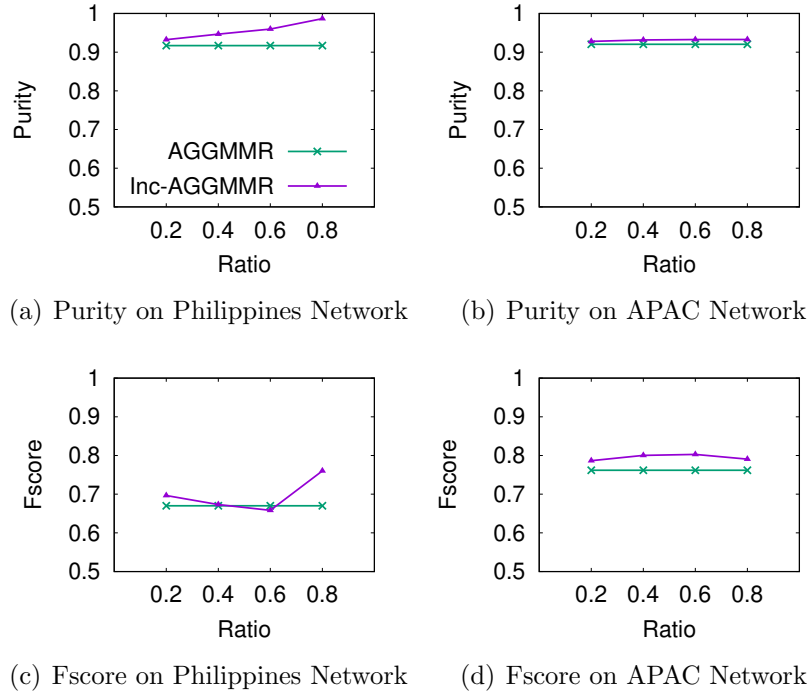 1
0.9
0.8
0.7
0.6
0.5
Purity
AGGMMR
Inc-AGGMMR
0.2 0.4 0.6 0.8
Ratio
(a) Purity on Philippines Network
1
0.9
0.8
0.7
0.6
0.5
Purity
0.2 0.4 0.6 0.8
Ratio
(b) Purity on APAC Network
1
0.9
0.8
0.7
0.6
0.5
Fscore
0.2 0.4 0.6 0.8
Ratio
(c) Fscore on Philippines Network
1
0.9
0.8
0.7
0.6
0.5
Fscore
0.2 0.4 0.6 0.8
Ratio
(d) Fscore on APAC Network